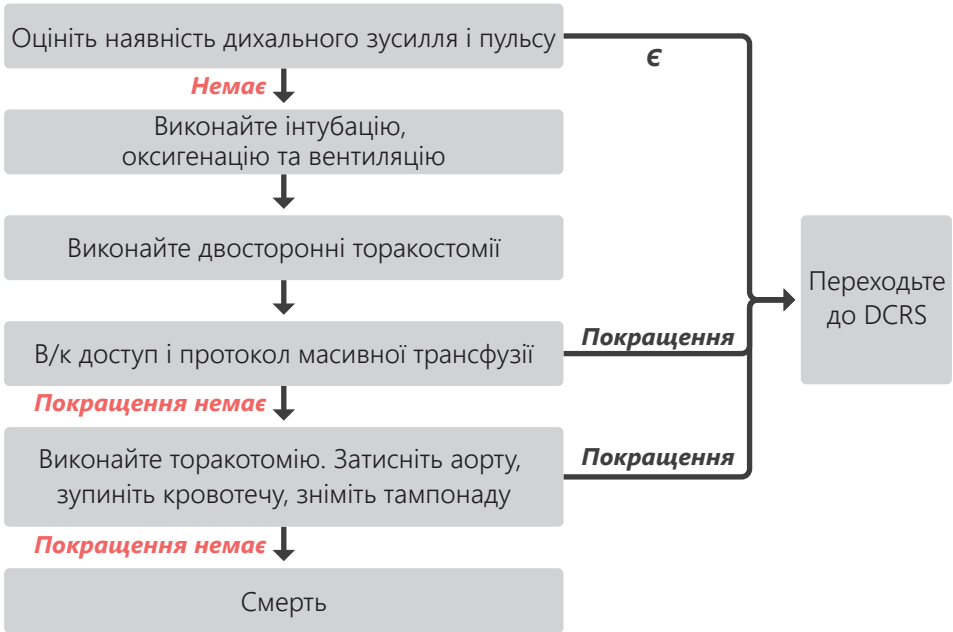 Оцініть наявність дихального зусилля і пульсу
Є
Немає
Виконайте інтубацію,
оксигенацію та вентиляцію
Виконайте двосторонні торакостомії
Переходьте
до DCRS
В/к доступ і протокол масивної трансфузії
Покращення
Покращення немає
Виконайте торакотомію. Затисніть аорту,
зупиніть кровотечу, зніміть тампонаду
Покращення
Покращення немає
Смерть